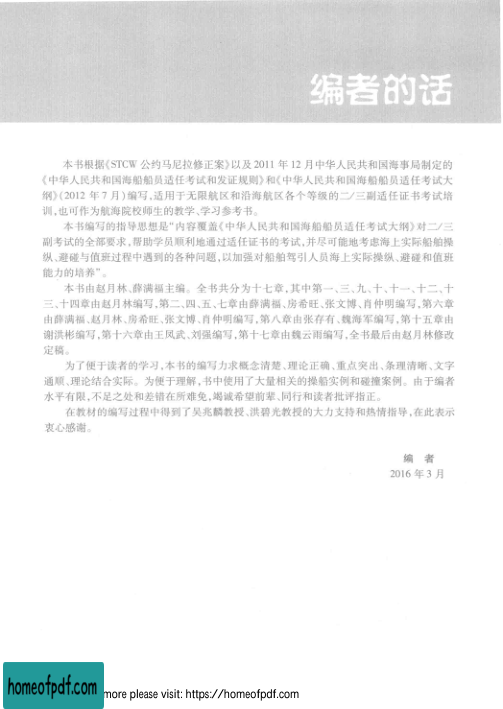 编者的话
本书根据《STCW 公约马尼拉修正案》以及2011 年 12 月中华人民共和国海事局制定的
《中华人民共和国海船船员适任考试和发证规则》和《中华人民共和国海船船员适任考试大
纲》(2012 年 7 月)编写,适用于无限航区和沿海航区各个等级的二/三副适任证书考试培
训,也可作为航海院校师生的教学、学习参考书。
本书编写的指导思想是“内容覆盖《中华人民共和国海船船员适任考试大纲》对二/三
副考试的全部要求,帮助学员顺利地通过适任证书的考试,并尽可能地考虑海上实际船舶操
纵、避碰与值班过程中遇到的各种问题,以加强对船舶驾引人员海上实际操纵、避碰和值班
能力的培养”。
本书由赵月林、薛满福主编。全书共分为十七章,其中第一、三、九、十、十一、十二、十
三、十四章由赵月林编写,第二、四、五、七章由薛满福、房希旺、张文博、肖仲明编写,第六章
由薛满福、赵月林、房希旺、张文博、肖仲明编写,第八章由张存有、魏海军编写,第十五章由
谢洪彬编写,第十六章由王凤武、刘强编写,第十七章由魏云雨编写,全书最后由赵月林修改
定稿。
为了便于读者的学习,本书的编写力求概念清楚、理论正确、重点突出、条理清晰、文字
通顺、理论结合实际。为便于理解,书中使用了大量相关的操船实例和碰撞案例。由于编者
水平有限,不足之处和差错在所难免,竭诚希望前辈、同行和读者批评指正。
在教材的编写过程中得到了吴兆麟教授、洪碧光教授的大力支持和热情指导,在此表示
衷心感谢。
编 者
2016 年 3 月
homeofpdf.com
more please visit: https://homeofpdf.com